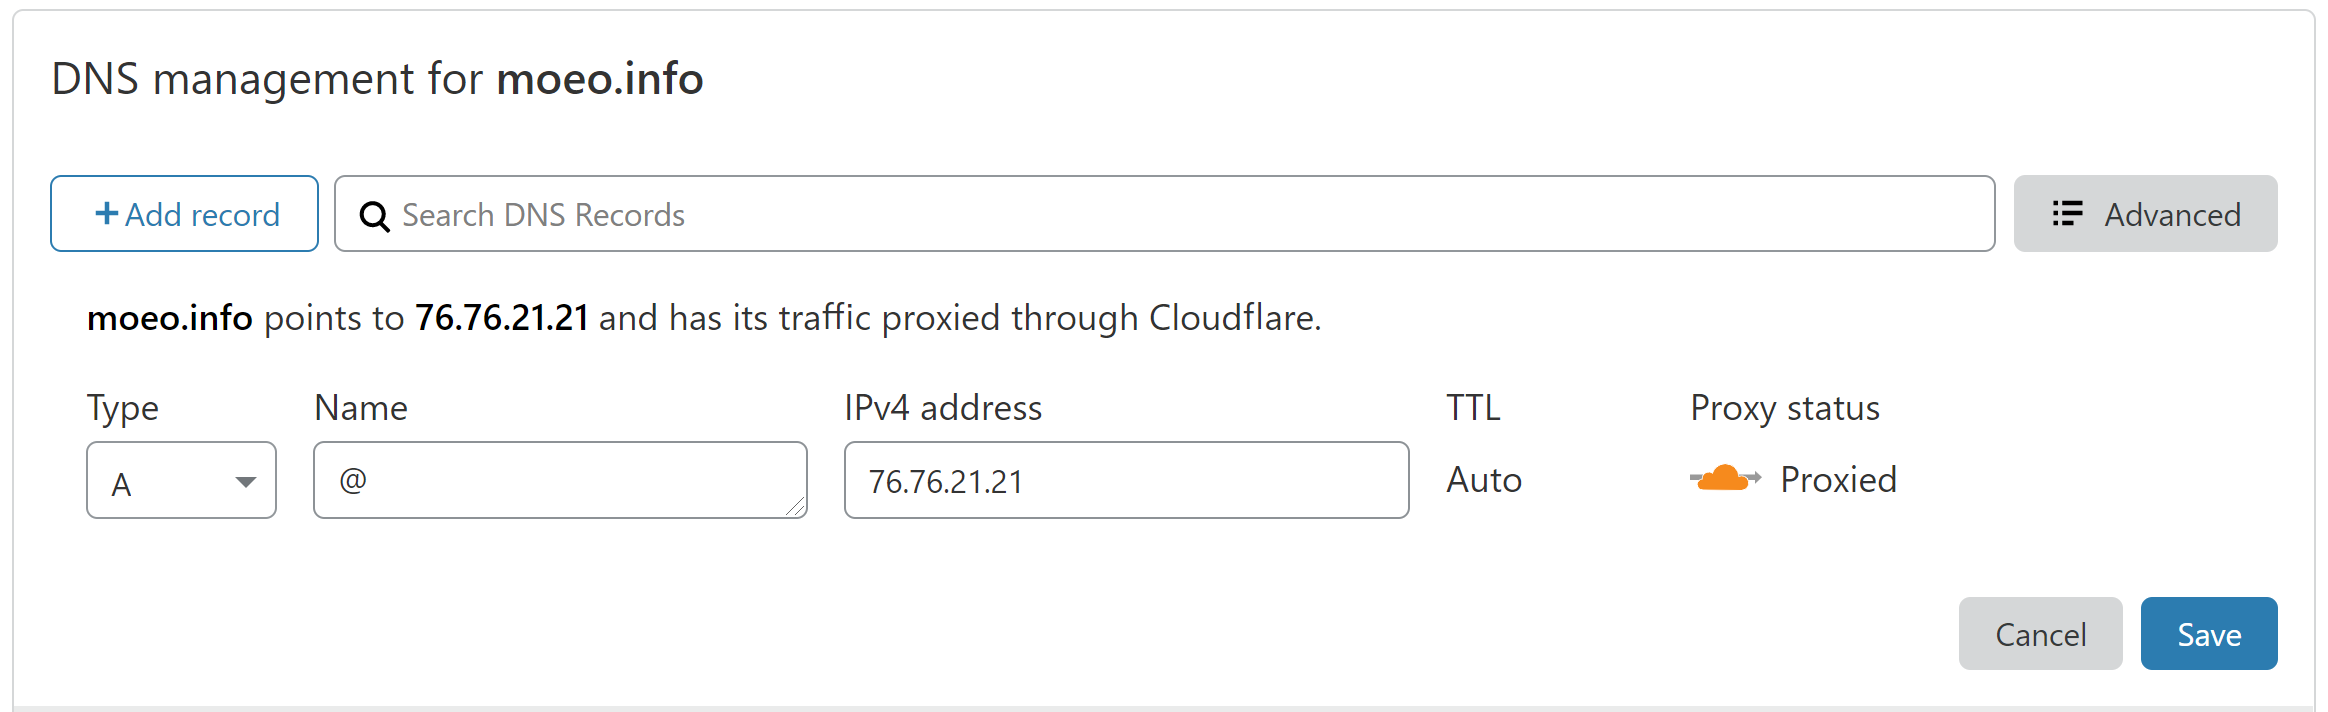 DNS management for moeo.info
+ Add record
Search DNS Records
Advanced
moeo.info points to 76.76.21.21 and has its traffic proxied through Cloudflare.
Type Name IPv4 address TTL Proxy status
A @ 76.76.21.21 Auto Proxied
Cancel Save